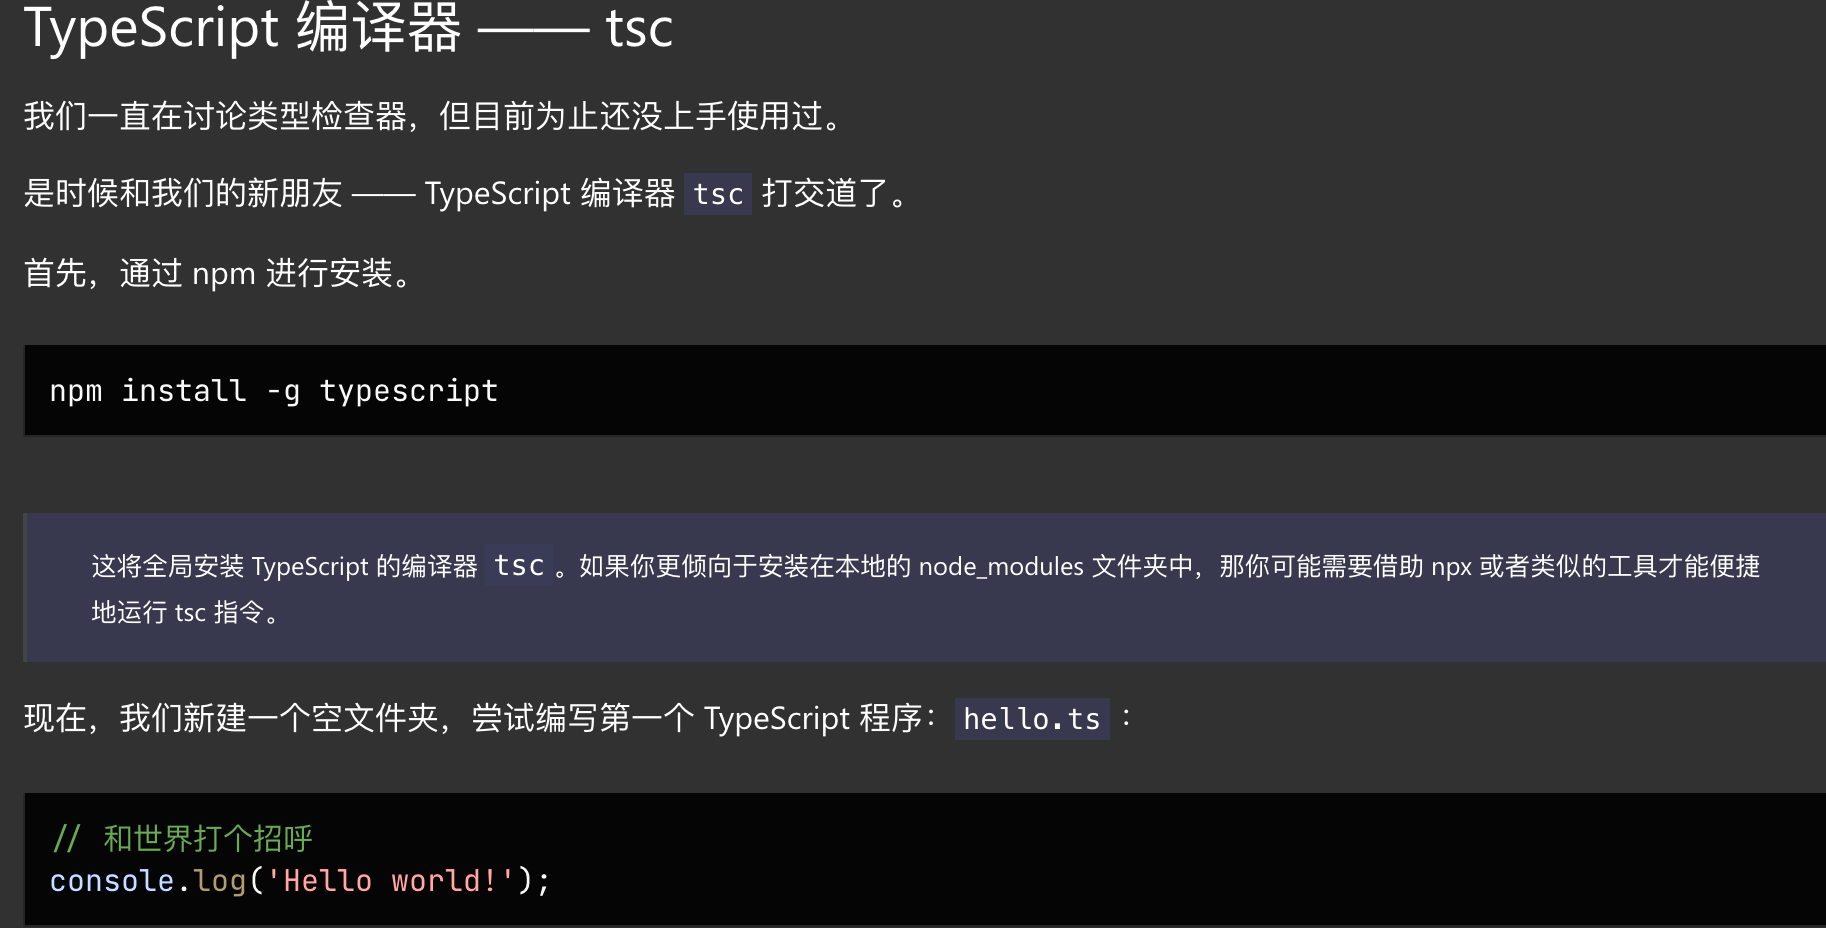 TypeScript 编译器 —— tsc
我们一直在讨论类型检查器，但目前为止还没上手使用过。
是时候和我们的新朋友 —— TypeScript 编译器 tsc 打交道了。
首先，通过 npm 进行安装。
npm install -g typescript
这将全局安装 TypeScript 的编译器 tsc 。如果你更倾向于安装在本地的 node_modules 文件夹中，那你可能需要借助 npx 或者类似的工具才能便捷
地运行 tsc 指令。
现在，我们新建一个空文件夹，尝试编写第一个 TypeScript 程序：hello.ts ：
// 和世界打个招呼
console.log('Hello world!');